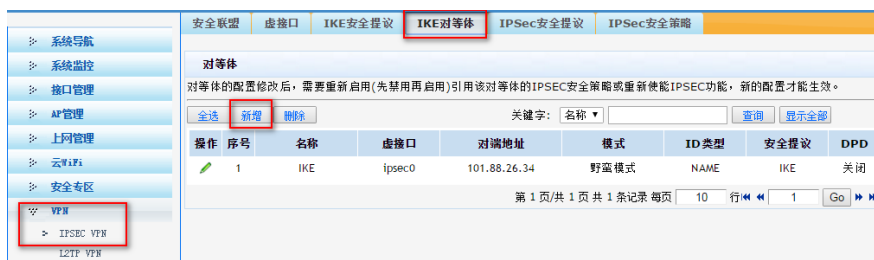 安全联盟 虚接口 IKE安全提议 IKE对等体 IPSec安全提议 IPSec安全策略
系统导航
系统监控
接口管理
AP管理
上网管理
云WiFi
安全专区
VPN
IPSEC VPN
L2TP VPN
对等体
对等体的配置修改后，需要重新启用(先禁用再启用)引用该对等体的IPSEC安全策略或重新使能IPSEC功能，新的配置才能生效。
全选 新增 删除 关键字： 名称 查询 显示全部
操作 序号 名称 虚接口 对端地址 模式 ID类型 安全提议 DPD
1 IKE ipsec0 101.88.26.34 野蛮模式 NAME IKE 关闭
第 1 页/共 1 页 共 1 条记录 每页 10 行 1 Go